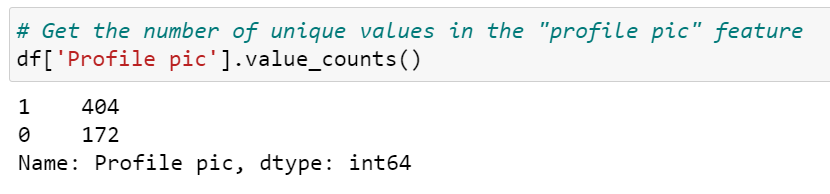 # Get the number of unique values in the "profile pic" feature
df['Profile pic'].value_counts()
1    404
0    172
Name: Profile pic, dtype: int64